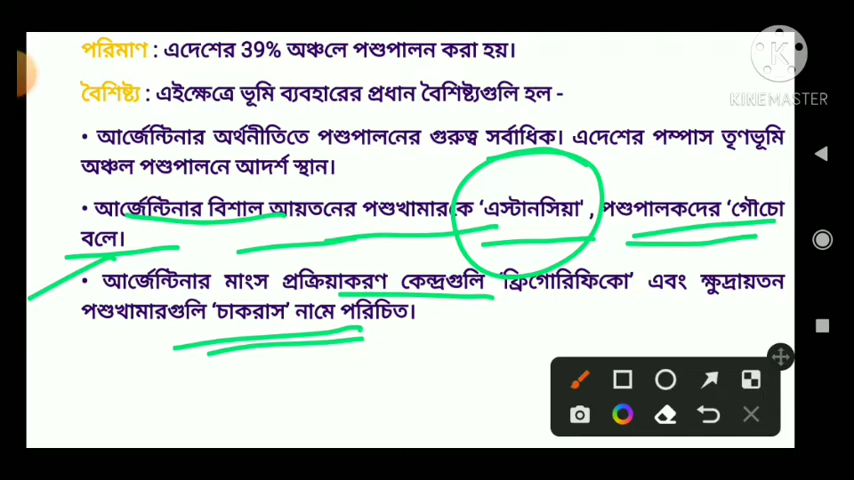 পরিমাণ : এদেশের 39% অঞ্চলে পশুপালন করা হয়।
বৈশিষ্ট্য : এইক্ষেত্রে ভূমি ব্যবহারের প্রধান বৈশিষ্ট্যগুলি হল -
• আর্জেন্টিনার অর্থনীতিতে পশুপালনের গুরুত্ব সর্বাধিক। এদেশের পম্পাস তৃণভূমি
অঞ্চল পশুপালনে আদর্শ স্থান।
• আর্জেন্টিনার বিশাল আয়তনের পশুখামারকে ‘এস্টানসিয়া’ , পশুপালকদের ‘গৌচো
বলে।
• আর্জেন্টিনার মাংস প্রক্রিয়াকরণ কেন্দ্রগুলি ‘ফ্রিগোরিফিকো’ এবং ক্ষুদ্রায়তন
পশুখামারগুলি ‘চাকরাস’ নামে পরিচিত।
K
KINEMASTER